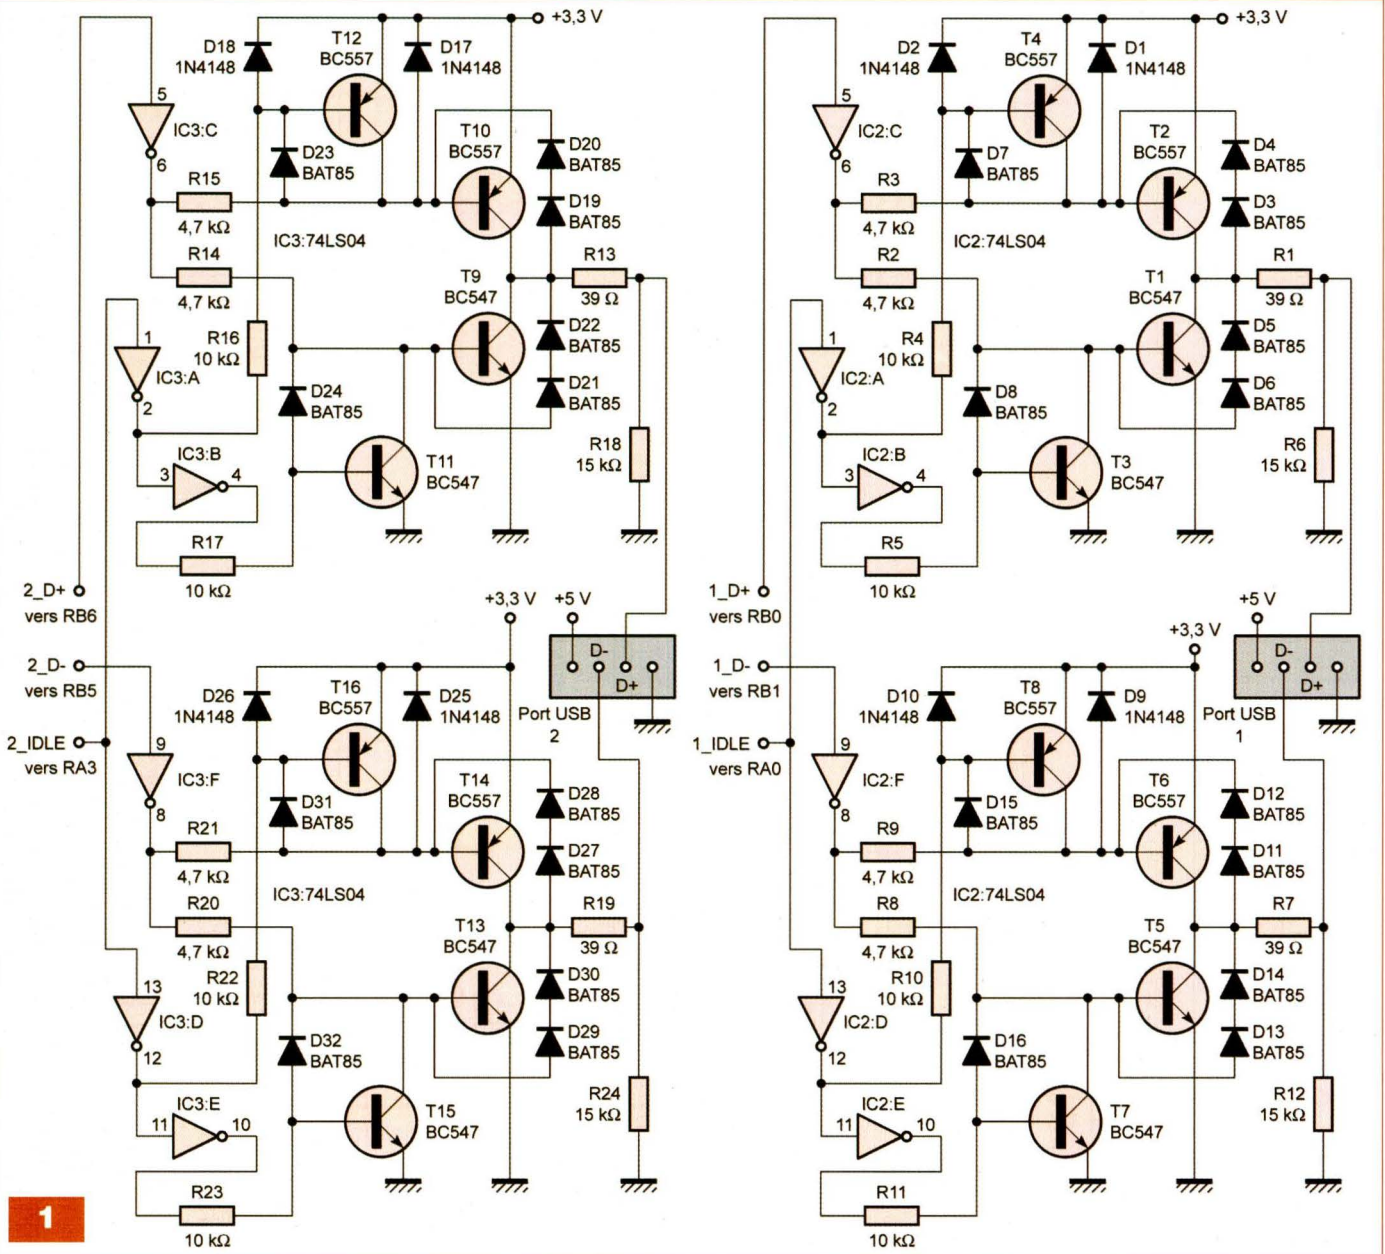 +3,3 V
D18
1N4148
T12
BC557
D17
1N4148
5
IC3:C
6
D23
BAT85
T10
BC557
D20
BAT85
R15
4,7 kΩ
D19
BAT85
IC3:74LS04
R14
4,7 kΩ
R13
39 Ω
T9
BC547
1
IC3:A
2
R16
10 kΩ
D22
BAT85
D24
BAT85
D21
BAT85
IC3:B
3
4
T11
BC547
R18
15 kΩ
R17
10 kΩ
2_D+
vers RB6
2_D-
vers RB5
2_IDLE
vers RA3
+3,3 V
+5 V
D-
D+
Port USB
2
D26
1N4148
T16
BC557
D25
1N4148
9
IC3:F
8
D31
BAT85
T14
BC557
D28
BAT85
R21
4,7 kΩ
D27
BAT85
IC3:74LS04
R20
4,7 kΩ
R19
39 Ω
T13
BC547
13
IC3:D
12
R22
10 kΩ
D30
BAT85
D32
BAT85
D29
BAT85
IC3:E
11
10
T15
BC547
R24
15 kΩ
R23
10 kΩ
+3,3 V
D2
1N4148
T4
BC557
D1
1N4148
5
IC2:C
6
D7
BAT85
T2
BC557
D4
BAT85
R3
4,7 kΩ
D3
BAT85
IC2:74LS04
R2
4,7 kΩ
R1
39 Ω
T1
BC547
1
IC2:A
2
R4
10 kΩ
D5
BAT85
D8
BAT85
D6
BAT85
IC2:B
3
4
T3
BC547
R6
15 kΩ
R5
10 kΩ
1_D+
vers RB0
1_D-
vers RB1
1_IDLE
vers RA0
+3,3 V
+5 V
D-
D+
Port USB
1
D10
1N4148
T8
BC557
D9
1N4148
9
IC2:F
8
D15
BAT85
T6
BC557
D12
BAT85
R9
4,7 kΩ
D11
BAT85
IC2:74LS04
R8
4,7 kΩ
R7
39 Ω
T5
BC547
13
IC2:D
12
R10
10 kΩ
D14
BAT85
D16
BAT85
D13
BAT85
IC2:E
11
10
T7
BC547
R12
15 kΩ
R11
10 kΩ
1